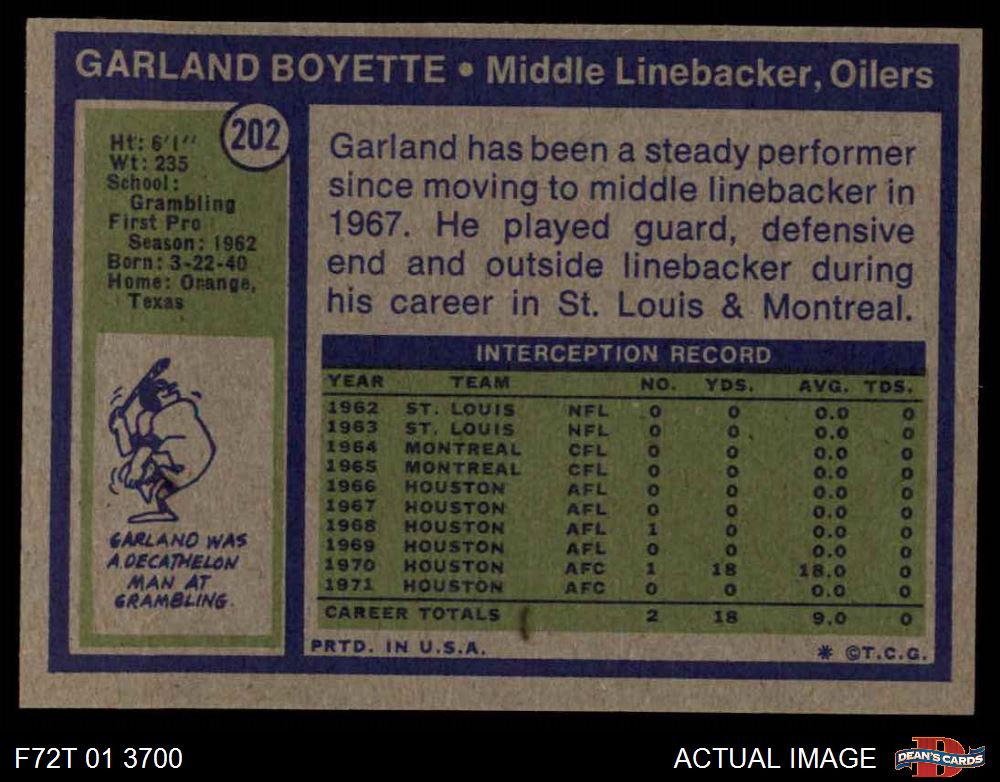 GARLAND BOYETTE • Middle Linebacker, Oilers
202
Ht: 6'1''
Wt: 235
School:
Grambling
First Pro
Season: 1962
Born: 3-22-40
Home: Orange,
Texas
GARLAND WAS
A DECATHELON
MAN AT
GRAMBLING.
Garland has been a steady performer
since moving to middle linebacker in
1967. He played guard, defensive
end and outside linebacker during
his career in St. Louis & Montreal.
INTERCEPTION RECORD
YEAR TEAM NO. YDS. AVG. TDS.
1962 ST. LOUIS NFL 0 0 0.0 0
1963 ST. LOUIS NFL 0 0 0.0 0
1964 MONTREAL CFL 0 0 0.0 0
1965 MONTREAL CFL 0 0 0.0 0
1966 HOUSTON AFL 0 0 0.0 0
1967 HOUSTON AFL 0 0 0.0 0
1968 HOUSTON AFL 1 0 0.0 0
1969 HOUSTON AFL 0 0 0.0 0
1970 HOUSTON AFC 1 18 18.0 0
1971 HOUSTON AFC 0 0 0.0 0
CAREER TOTALS 2 18 9.0 0
PRTD. IN U.S.A. * ©T.C.G.
F72T 01 3700 ACTUAL IMAGE D DEAN'S CARDS